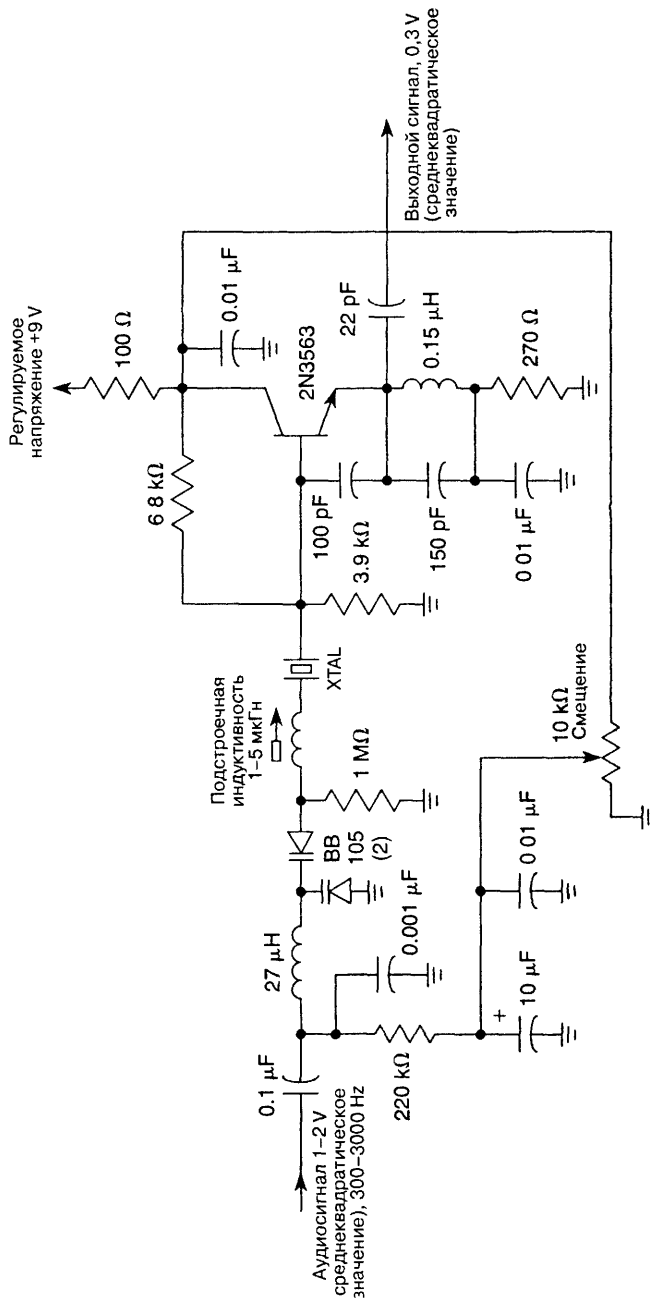 Регулируемое
напряжение +9 V
100 Ω
0.01 μF
6 8 kΩ
2N3563
Выходной сигнал, 0,3 V
(среднеквадратическое
значение)
22 pF
0.15 μH
270 Ω
100 pF
150 pF
0 01 μF
3.9 kΩ
XTAL
Подстроечная
индуктивность
1–5 мкГн
1 MΩ
BB
105
(2)
27 μH
0.001 μF
0.1 μF
Аудиосигнал 1–2 V
среднеквадратическое
значение), 300–3000 Hz
220 kΩ
+
10 μF
0 01 μF
10 kΩ
Смещение